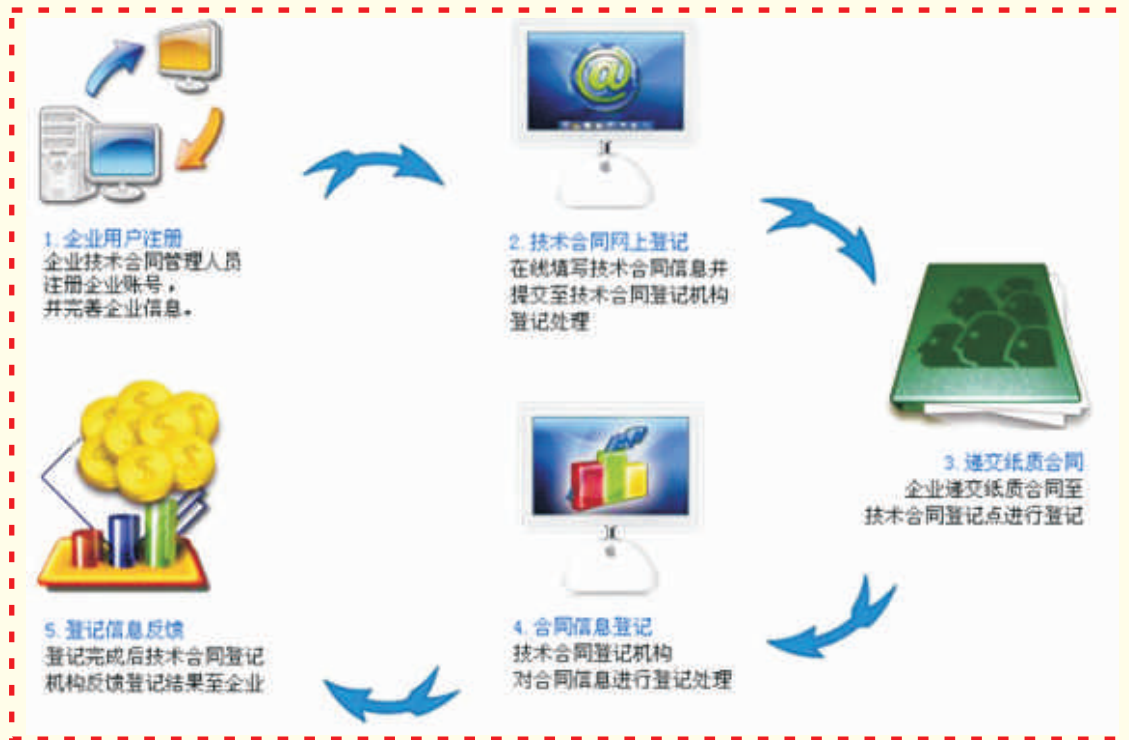 1. 企业用户注册
企业技术合同管理人员
注册企业账号，
并完善企业信息。
2. 技术合同网上登记
在线填写技术合同信息并
提交至技术合同登记机构
登记处理
3. 递交纸质合同
企业递交纸质合同至
技术合同登记点进行登记
4. 合同信息登记
技术合同登记机构
对合同信息进行登记处理
5. 登记信息反馈
登记完成后技术合同登记
机构反馈登记结果至企业